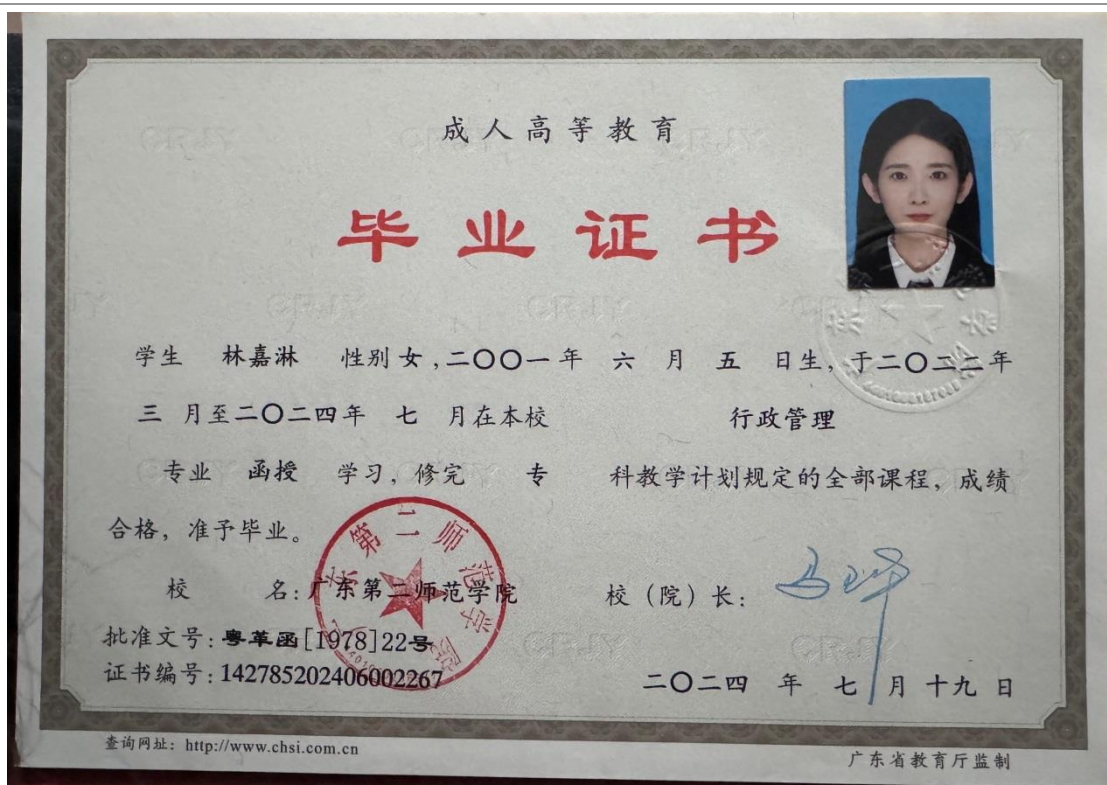 成人高等教育
毕业证书
学生 林嘉淋 性别 女,二〇〇一年 六 月 五 日生,于二〇二二年
三 月至二〇二四年 七 月在本校 行政管理
专业 函授 学习,修完 专 科教学计划规定的全部课程,成绩
合格,准予毕业。
校 名:广东第二师范学院 校(院)长:
批准文号:粤革函[1978]22号
证书编号:142785202406002267
二〇二四 年 七 月 十九 日
查询网址:http://www.chsi.com.cn
广东省教育厅监制